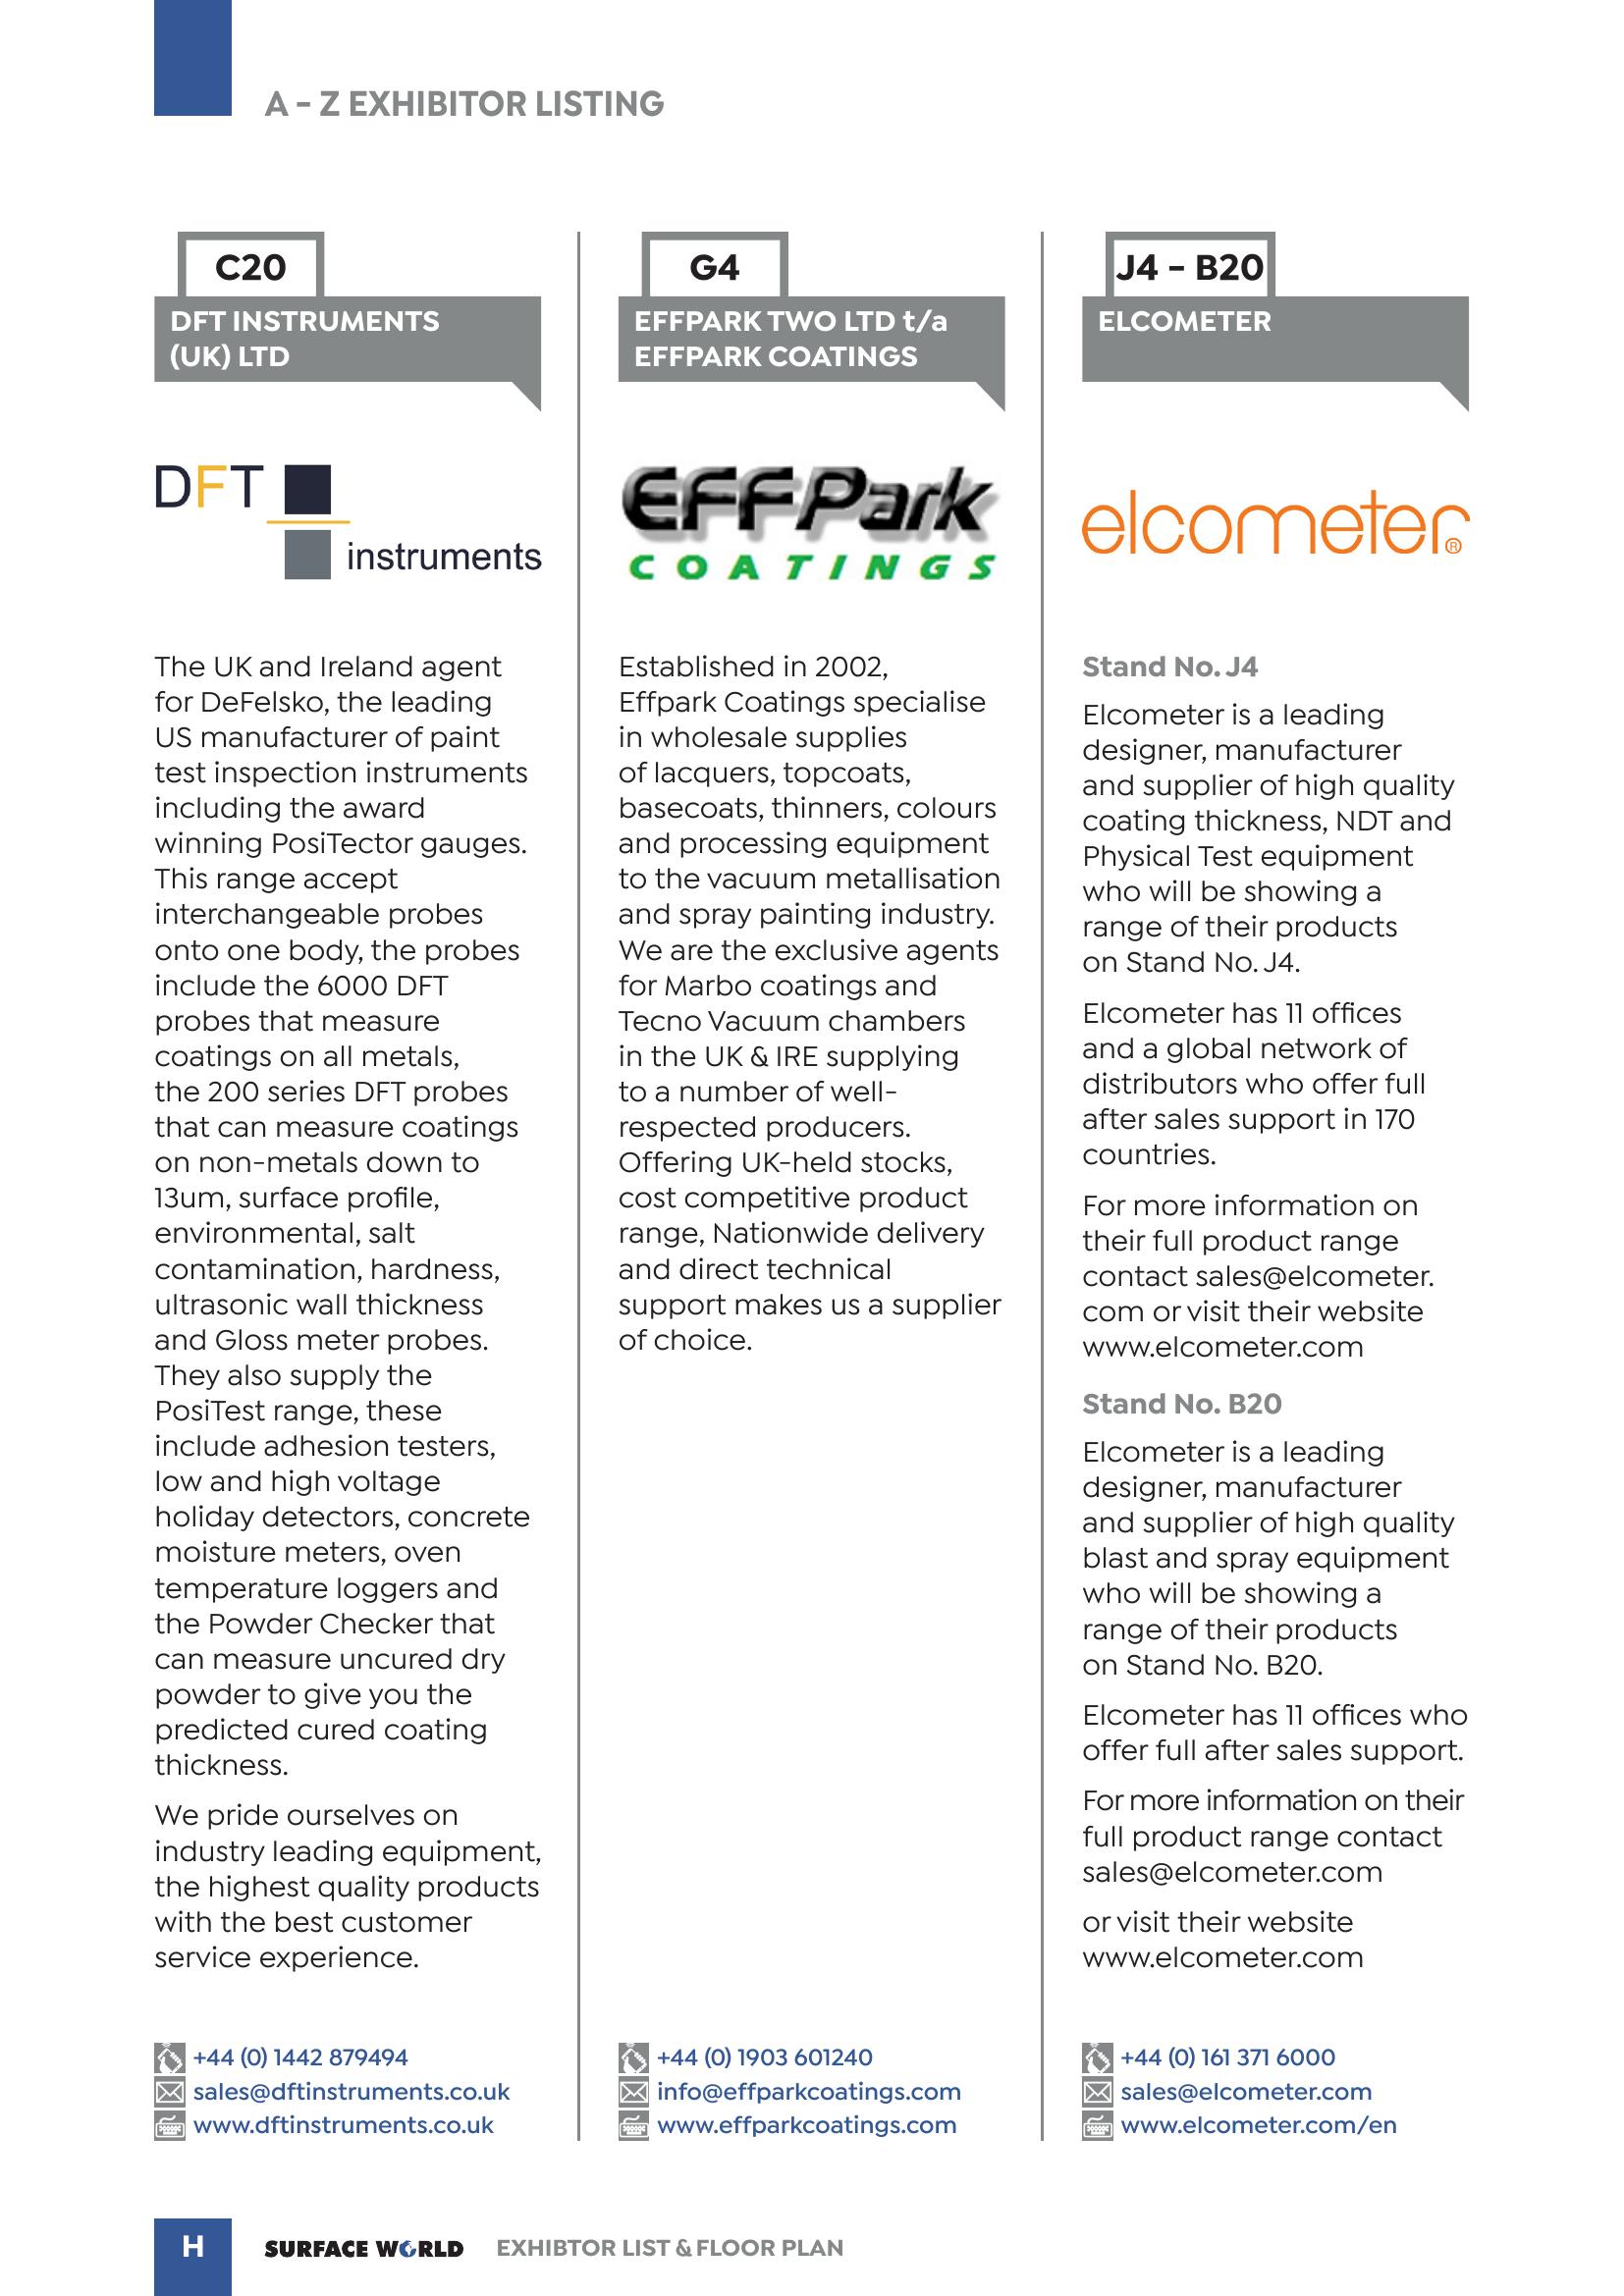 A – Z EXHIBITOR LISTING
C20
DFT INSTRUMENTS
(UK) LTD
DFT
instruments
The UK and Ireland agent
for DeFelsko, the leading
US manufacturer of paint
test inspection instruments
including the award
winning PosiTector gauges.
This range accept
interchangeable probes
onto one body, the probes
include the 6000 DFT
probes that measure
coatings on all metals,
the 200 series DFT probes
that can measure coatings
on non-metals down to
13um, surface profile,
environmental, salt
contamination, hardness,
ultrasonic wall thickness
and Gloss meter probes.
They also supply the
PosiTest range, these
include adhesion testers,
low and high voltage
holiday detectors, concrete
moisture meters, oven
temperature loggers and
the Powder Checker that
can measure uncured dry
powder to give you the
predicted cured coating
thickness.
We pride ourselves on
industry leading equipment,
the highest quality products
with the best customer
service experience.
+44 (0) 1442 879494
sales@dftinstruments.co.uk
www.dftinstruments.co.uk
G4
EFFPARK TWO LTD t/a
EFFPARK COATINGS
EFFPark
COATINGS
Established in 2002,
Effpark Coatings specialise
in wholesale supplies
of lacquers, topcoats,
basecoats, thinners, colours
and processing equipment
to the vacuum metallisation
and spray painting industry.
We are the exclusive agents
for Marbo coatings and
Tecno Vacuum chambers
in the UK & IRE supplying
to a number of well-
respected producers.
Offering UK-held stocks,
cost competitive product
range, Nationwide delivery
and direct technical
support makes us a supplier
of choice.
+44 (0) 1903 601240
info@effparkcoatings.com
www.effparkcoatings.com
J4 – B20
ELCOMETER
elcometer®
Stand No. J4
Elcometer is a leading
designer, manufacturer
and supplier of high quality
coating thickness, NDT and
Physical Test equipment
who will be showing a
range of their products
on Stand No. J4.
Elcometer has 11 offices
and a global network of
distributors who offer full
after sales support in 170
countries.
For more information on
their full product range
contact sales@elcometer.
com or visit their website
www.elcometer.com
Stand No. B20
Elcometer is a leading
designer, manufacturer
and supplier of high quality
blast and spray equipment
who will be showing a
range of their products
on Stand No. B20.
Elcometer has 11 offices who
offer full after sales support.
For more information on their
full product range contact
sales@elcometer.com
or visit their website
www.elcometer.com
+44 (0) 161 371 6000
sales@elcometer.com
www.elcometer.com/en
H
SURFACE WORLD EXHIBTOR LIST & FLOOR PLAN